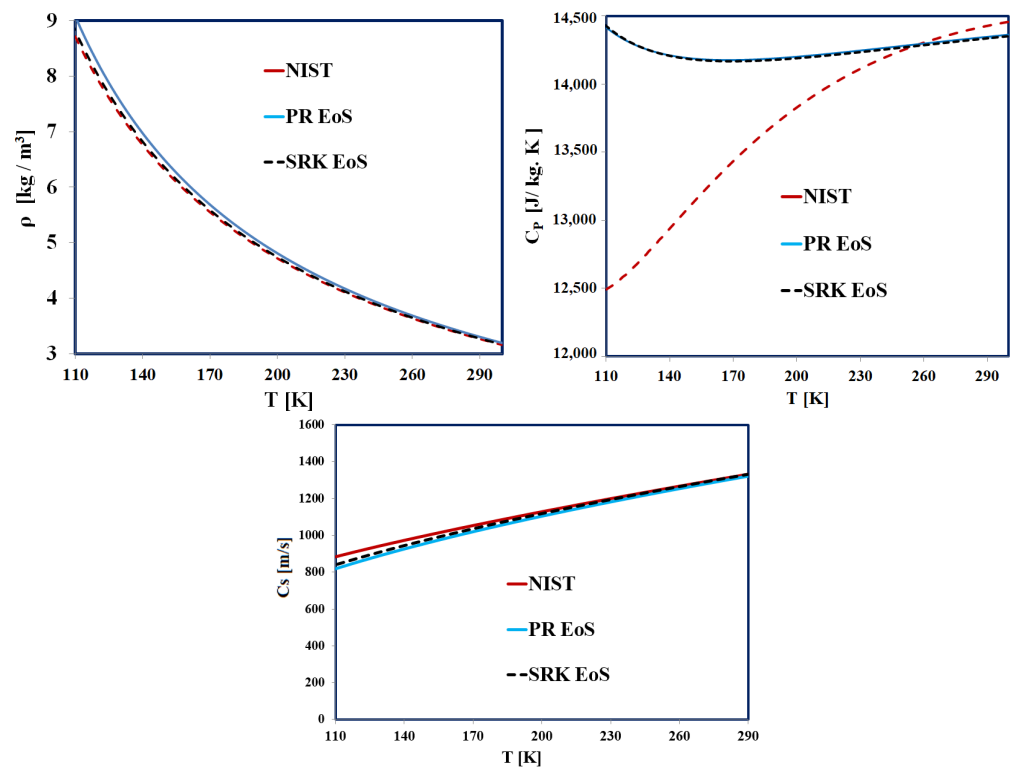 9
8
7
6
5
4
3
ρ [kg / m³]
NIST
PR EoS
SRK EoS
110 140 170 200 230 260 290
T [K]
14,500
14,000
13,500
13,000
12,500
12,000
C_P [J/ kg. K ]
NIST
PR EoS
SRK EoS
110 140 170 200 230 260 290
T [K]
1600
1400
1200
1000
800
600
400
200
0
Cs [m/s]
NIST
PR EoS
SRK EoS
110 140 170 200 230 260 290
T [K]